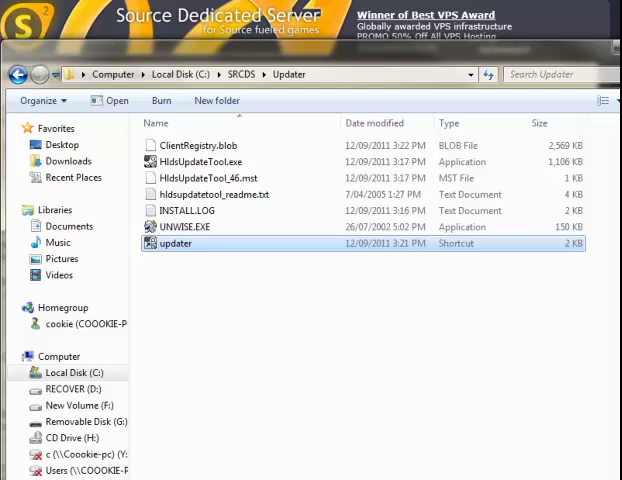 S 2
Source Dedicated Server
for Source fueled games
Winner of Best VPS Award
Globally awarded VPS infrastructure
PROMO 50% Off All VPS Hosting
Computer Local Disk (C:) SRCDS Updater
Search Updater
Organize Open Burn New folder
Name Date modified Type Size
ClientRegistry.blob 12/09/2011 3:22 PM BLOB File 2,569 KB
HldsUpdateTool.exe 12/09/2011 3:17 PM Application 1,106 KB
HldsUpdateTool_46.mst 12/09/2011 3:17 PM MST File 1 KB
hldsupdatetool_readme.txt 7/04/2005 1:27 PM Text Document 4 KB
INSTALL.LOG 12/09/2011 3:16 PM Text Document 2 KB
UNWISE.EXE 26/07/2002 5:02 PM Application 150 KB
updater 12/09/2011 3:21 PM Shortcut 2 KB
Favorites
Desktop
Downloads
Recent Places
Libraries
Documents
Music
Pictures
Videos
Homegroup
cookie (COOOKIE-P
Computer
Local Disk (C:)
RECOVER (D:)
New Volume (F:)
Removable Disk (G:)
CD Drive (H:)
c (\\Coookie-pc) (Y:
Users (\\COOOKIE-P